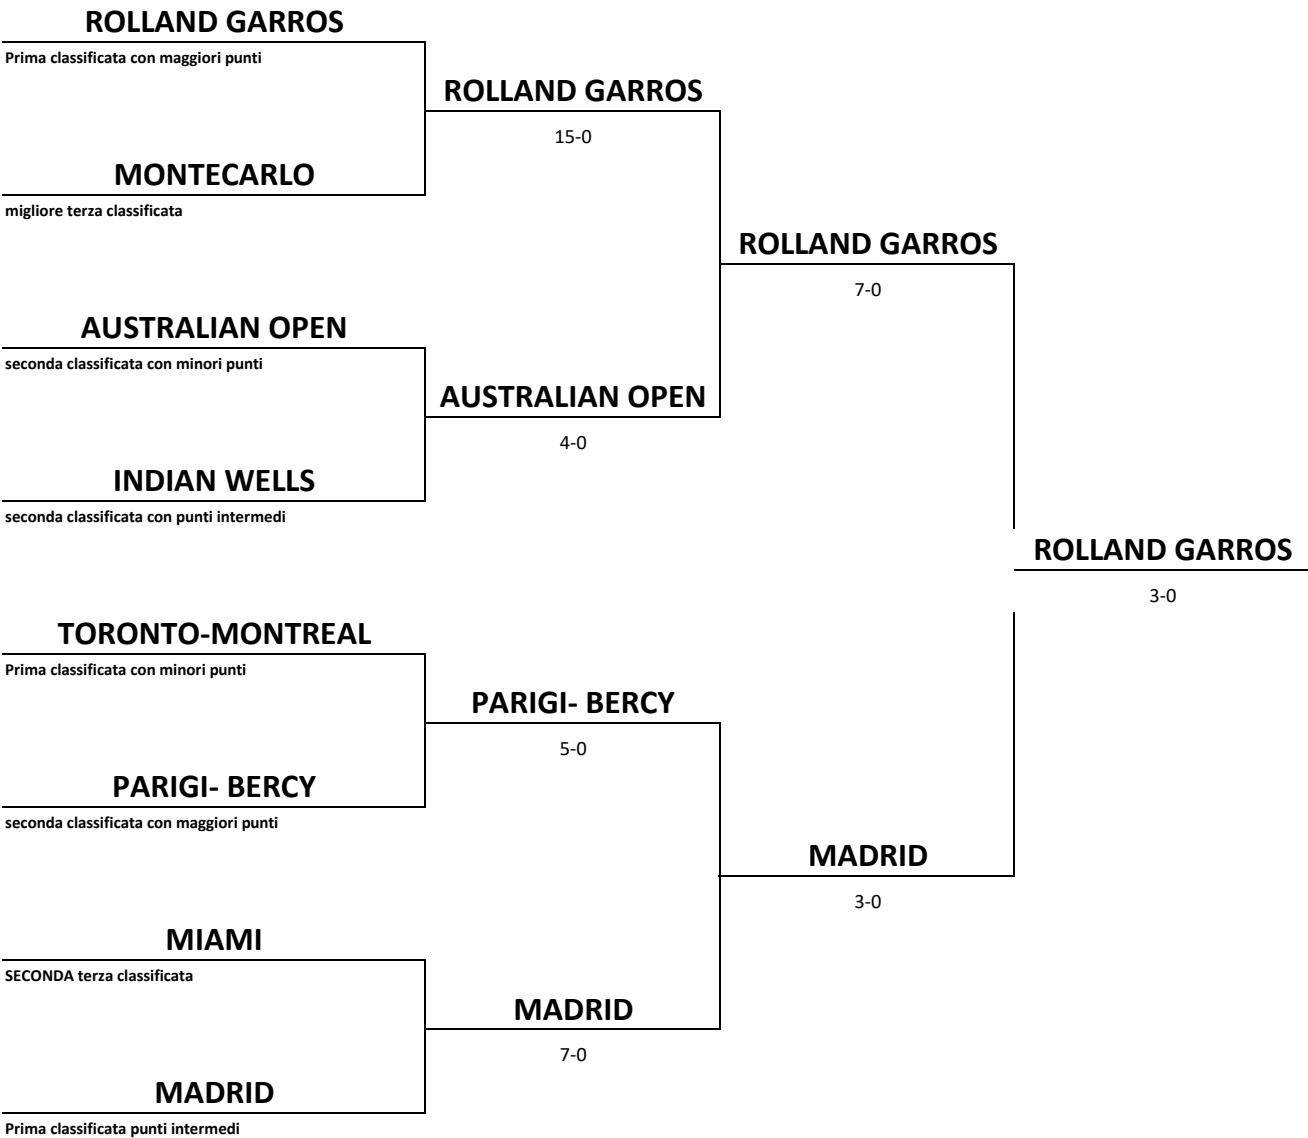 ROLLAND GARROS
Prima classificata con maggiori punti
ROLLAND GARROS
15-0
MONTECARLO
migliore terza classificata
ROLLAND GARROS
7-0
AUSTRALIAN OPEN
seconda classificata con minori punti
AUSTRALIAN OPEN
4-0
INDIAN WELLS
seconda classificata con punti intermedi
ROLLAND GARROS
3-0
TORONTO-MONTREAL
Prima classificata con minori punti
PARIGI- BERCY
5-0
PARIGI- BERCY
seconda classificata con maggiori punti
MADRID
3-0
MIAMI
SECONDA terza classificata
MADRID
7-0
MADRID
Prima classificata punti intermedi